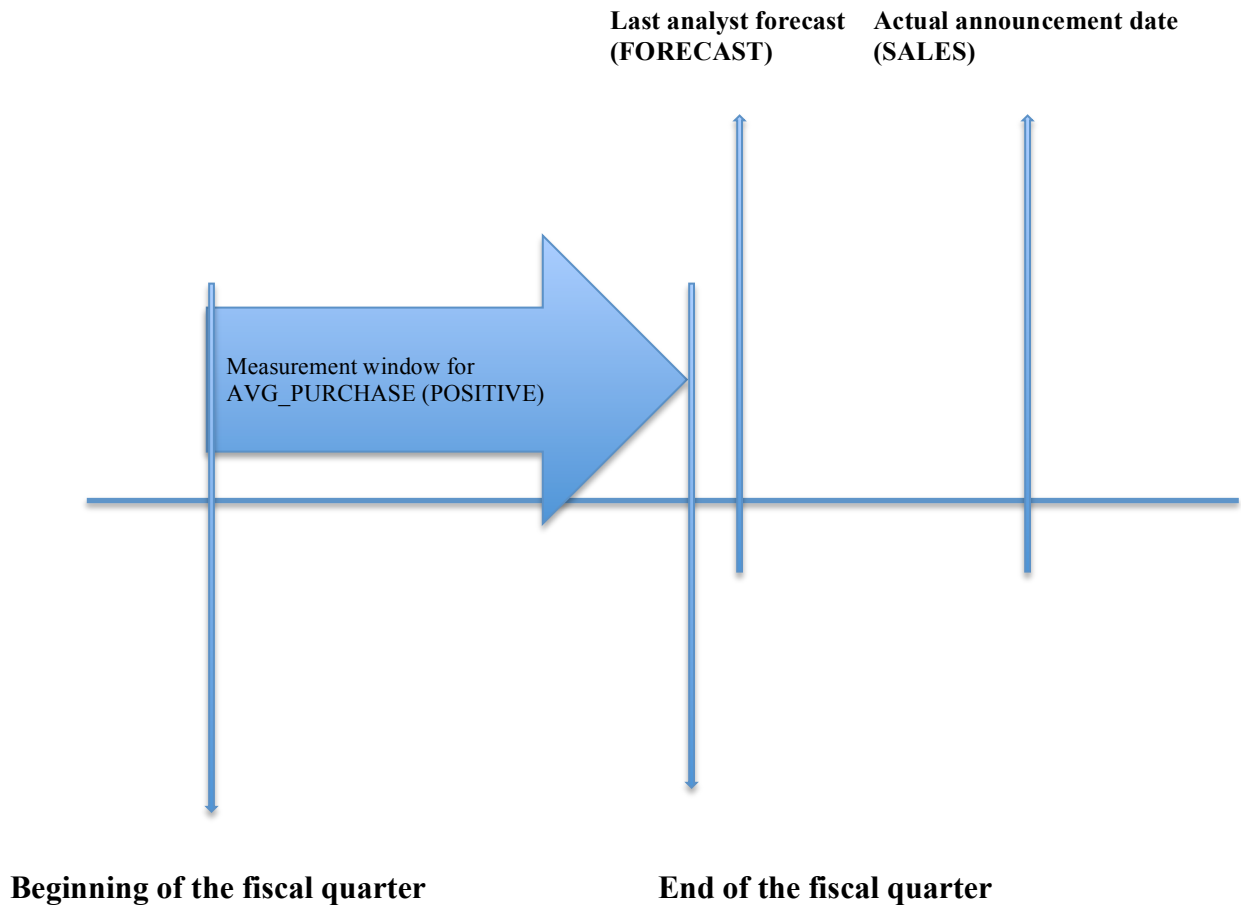 Last analyst forecast
(FORECAST)
Actual announcement date
(SALES)
Measurement window for
AVG_PURCHASE (POSITIVE)
Beginning of the fiscal quarter
End of the fiscal quarter